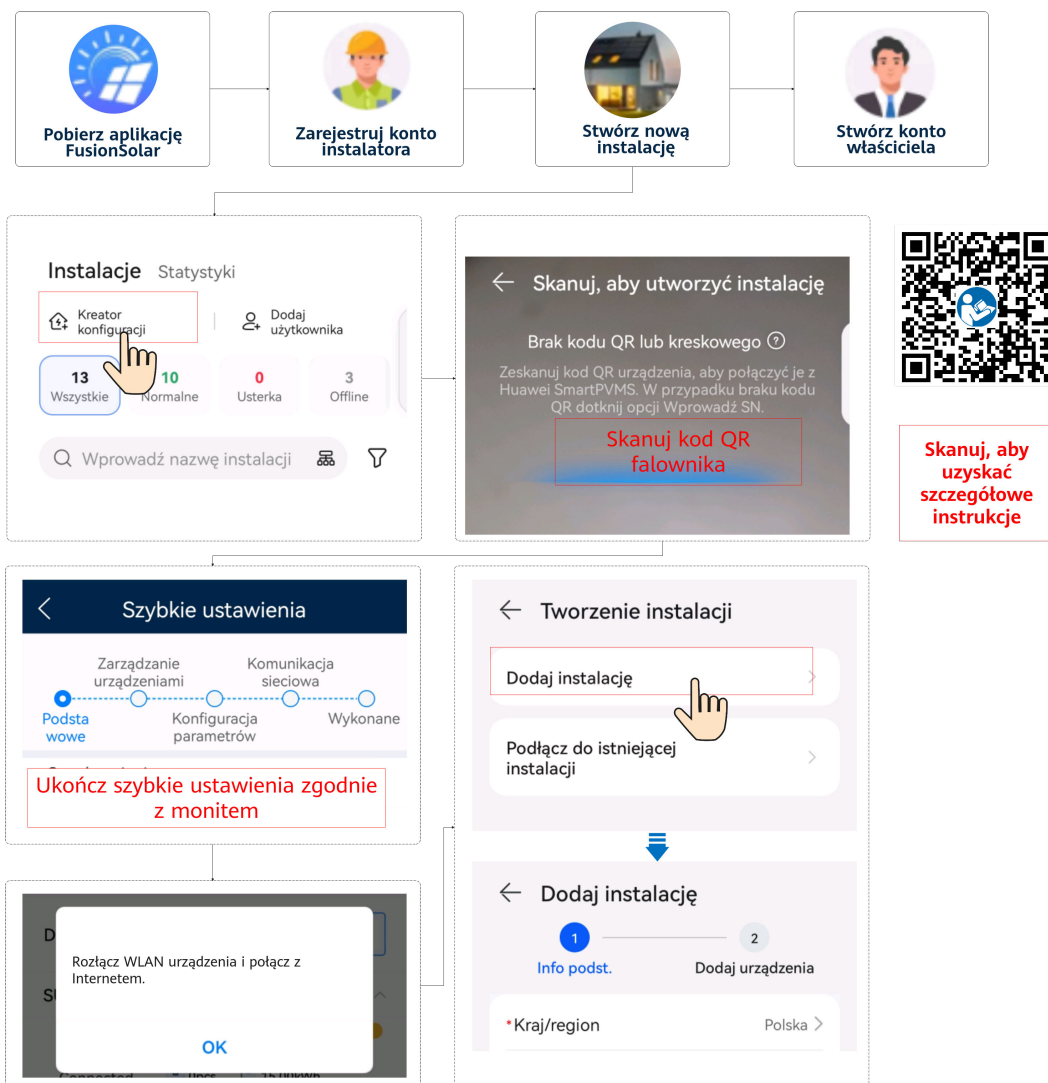 Pobierz aplikację
FusionSolar
Zarejestruj konto
instalatora
Stwórz nową
instalację
Stwórz konto
właściciela
Instalacje Statystyki
Kreator
konfiguracji
Dodaj
użytkownika
13
Wszystkie
10
Normalne
0
Usterka
3
Offline
Wprowadź nazwę instalacji
Skanuj, aby utworzyć instalację
Brak kodu QR lub kreskowego ?
Zeskanuj kod QR urządzenia, aby połączyć je z
Huawei SmartPVMS. W przypadku braku kodu
QR dotknij opcji Wprowadź SN.
Skanuj kod QR
falownika
Skanuj, aby
uzyskać
szczegółowe
instrukcje
Szybkie ustawienia
Zarządzanie
urządzeniami
Komunikacja
sieciowa
Podsta
wowe
Konfiguracja
parametrów
Wykonane
Ukończ szybkie ustawienia zgodnie
z monitem
Tworzenie instalacji
Dodaj instalację
Podłącz do istniejącej
instalacji
Rozłącz WLAN urządzenia i połącz z
Internetem.
OK
Dodaj instalację
1
Info podst.
2
Dodaj urządzenia
*Kraj/region Polska